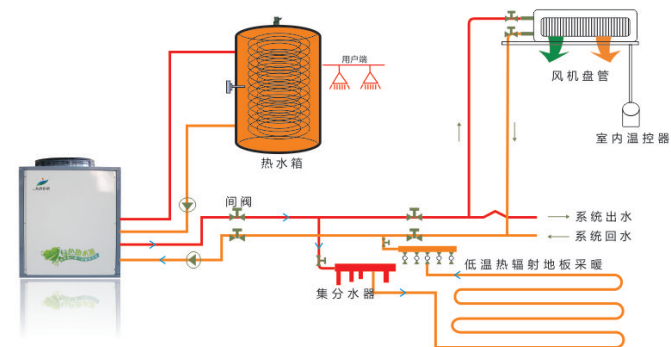 用户端
热水箱
风机盘管
室内温控器
间阀
系统出水
系统回水
低温热辐射地板采暖
集分水器